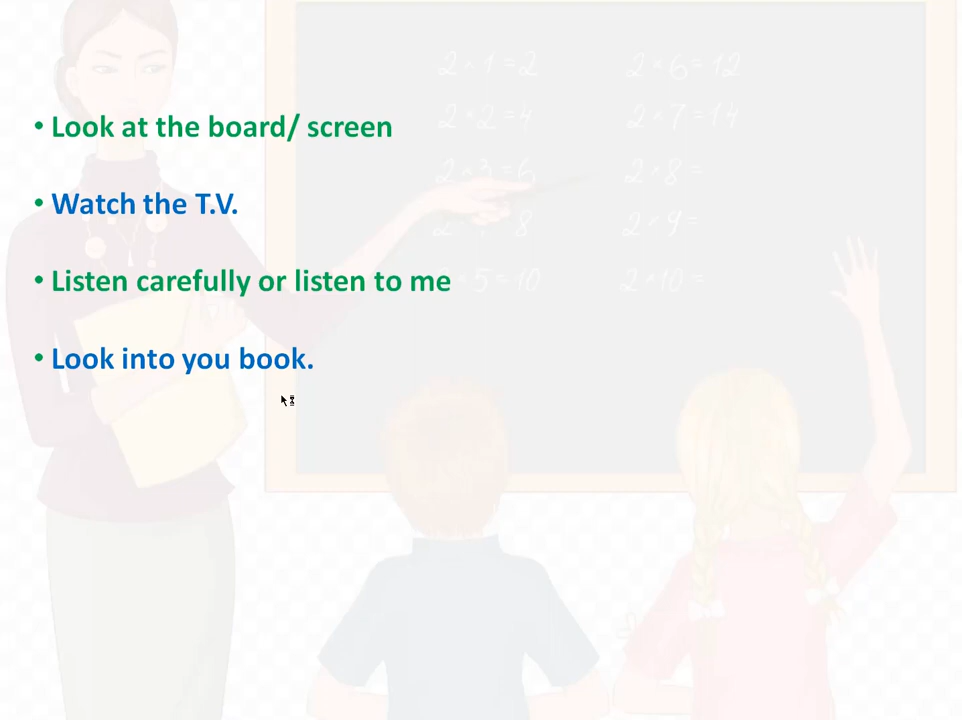 2 × 1 = 2
2 × 6 = 12
2 × 2 = 4
2 × 7 = 14
• Look at the board/ screen
2 × 3 = 6
2 × 8 =
• Watch the T.V.
8
2 × 9 =
• Listen carefully or listen to me
× 5 = 10
2 × 10 =
• Look into you book.